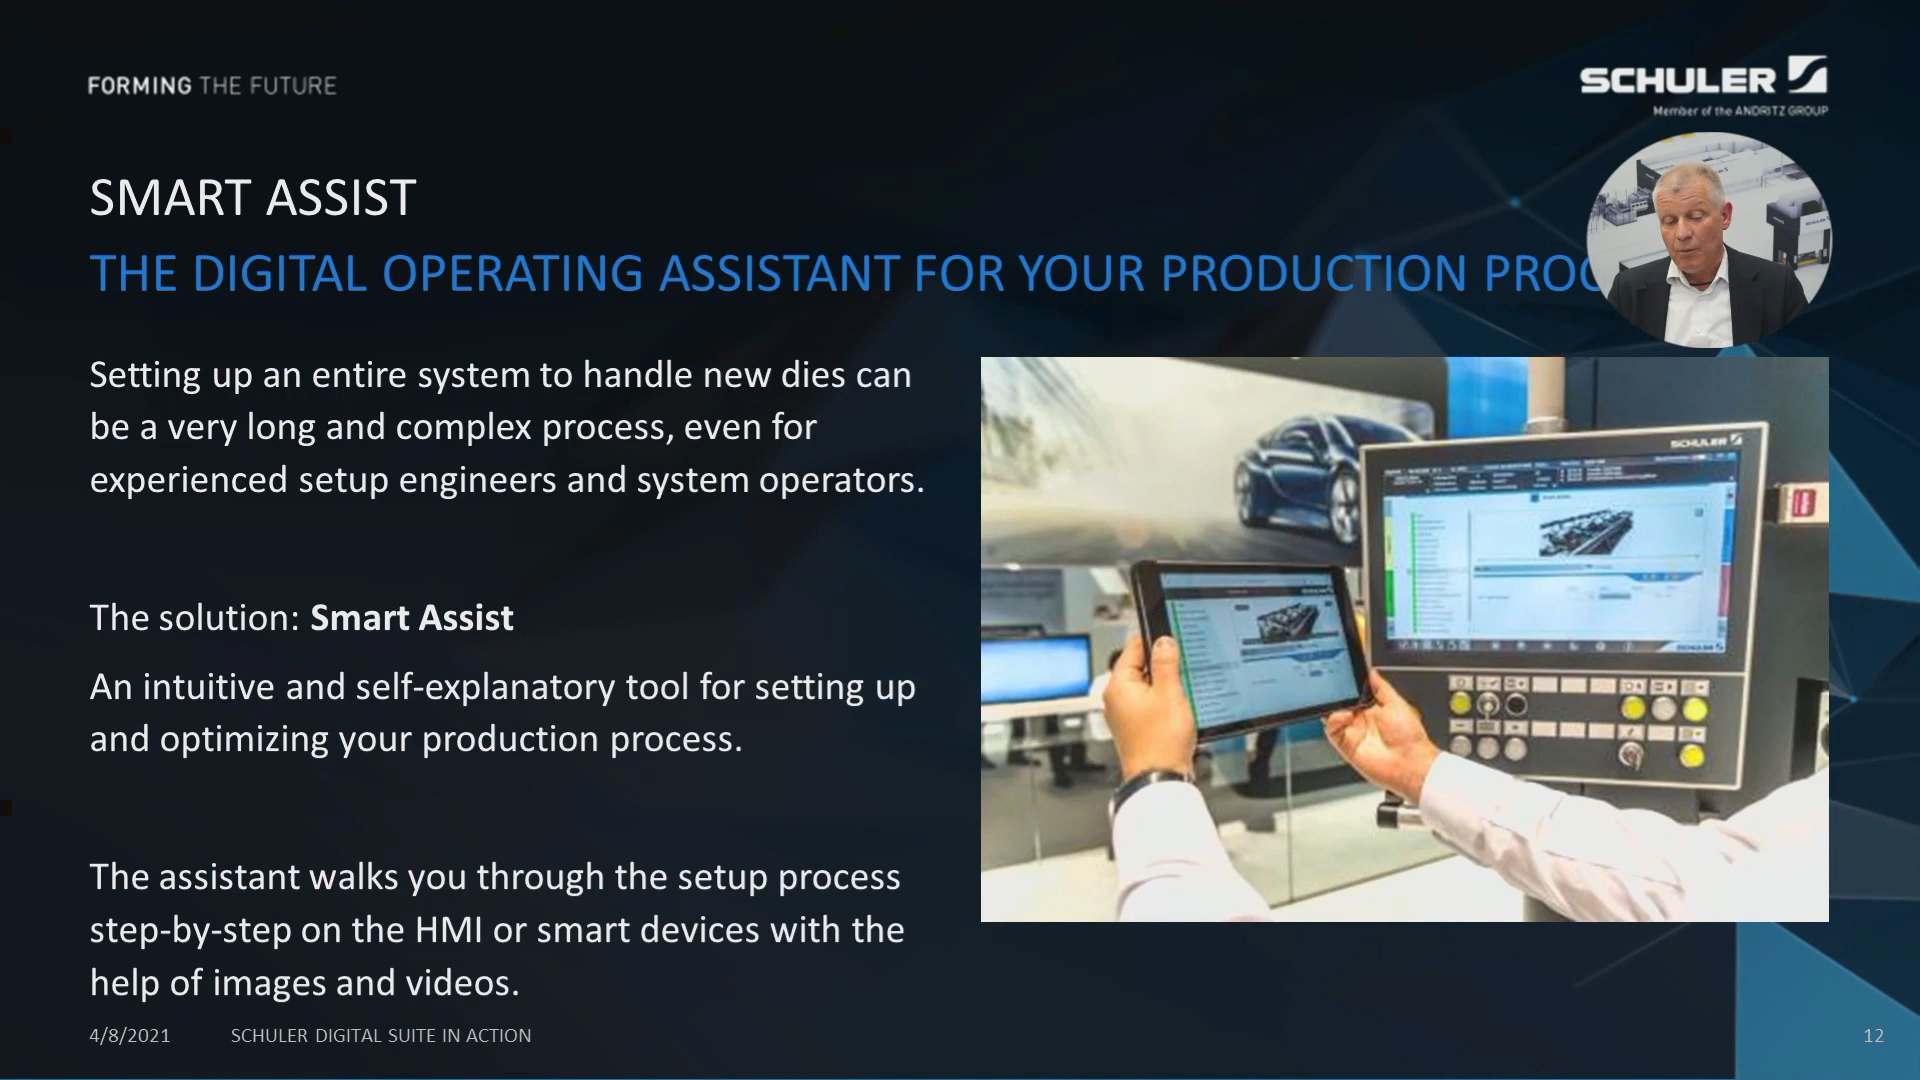 FORMING THE FUTURE
SCHULER
Member of the ANDRITZ GROUP
SMART ASSIST
THE DIGITAL OPERATING ASSISTANT FOR YOUR PRODUCTION
Setting up an entire system to handle new dies can
be a very long and complex process, even for
experienced setup engineers and system operators.
The solution: Smart Assist
An intuitive and self-explanatory tool for setting up
and optimizing your production process.
The assistant walks you through the setup process
step-by-step on the HMI or smart devices with the
help of images and videos.
SCHULER
4/8/2021 SCHULER DIGITAL SUITE IN ACTION
12